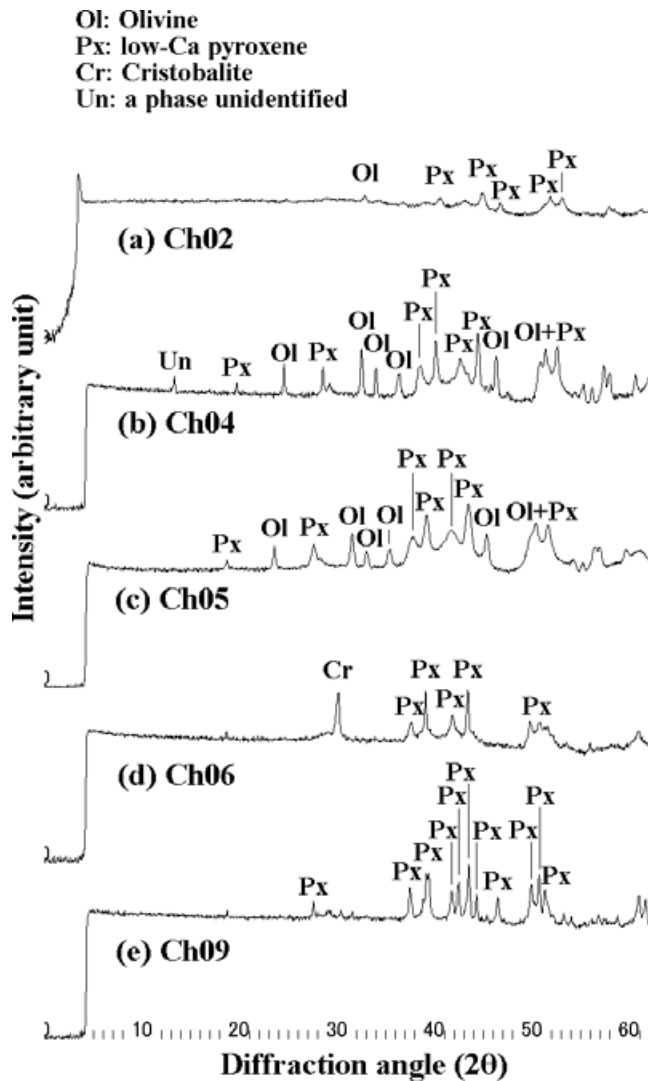 Ol: Olivine
Px: low-Ca pyroxene
Cr: Cristobalite
Un: a phase unidentified
Ol Px Px Px Px Px
(a) Ch02
Un Px Ol Px Ol Ol Ol Px Px Px Px Ol Ol+Px
(b) Ch04
Px Ol Px Ol Ol Ol Px Px Px Px Ol Ol+Px
(c) Ch05
Cr Px Px Px Px Px
(d) Ch06
Px Px Px Px Px Px Px Px Px
(e) Ch09
Intensity (arbitrary unit)
10 20 30 40 50 60
Diffraction angle (2θ)